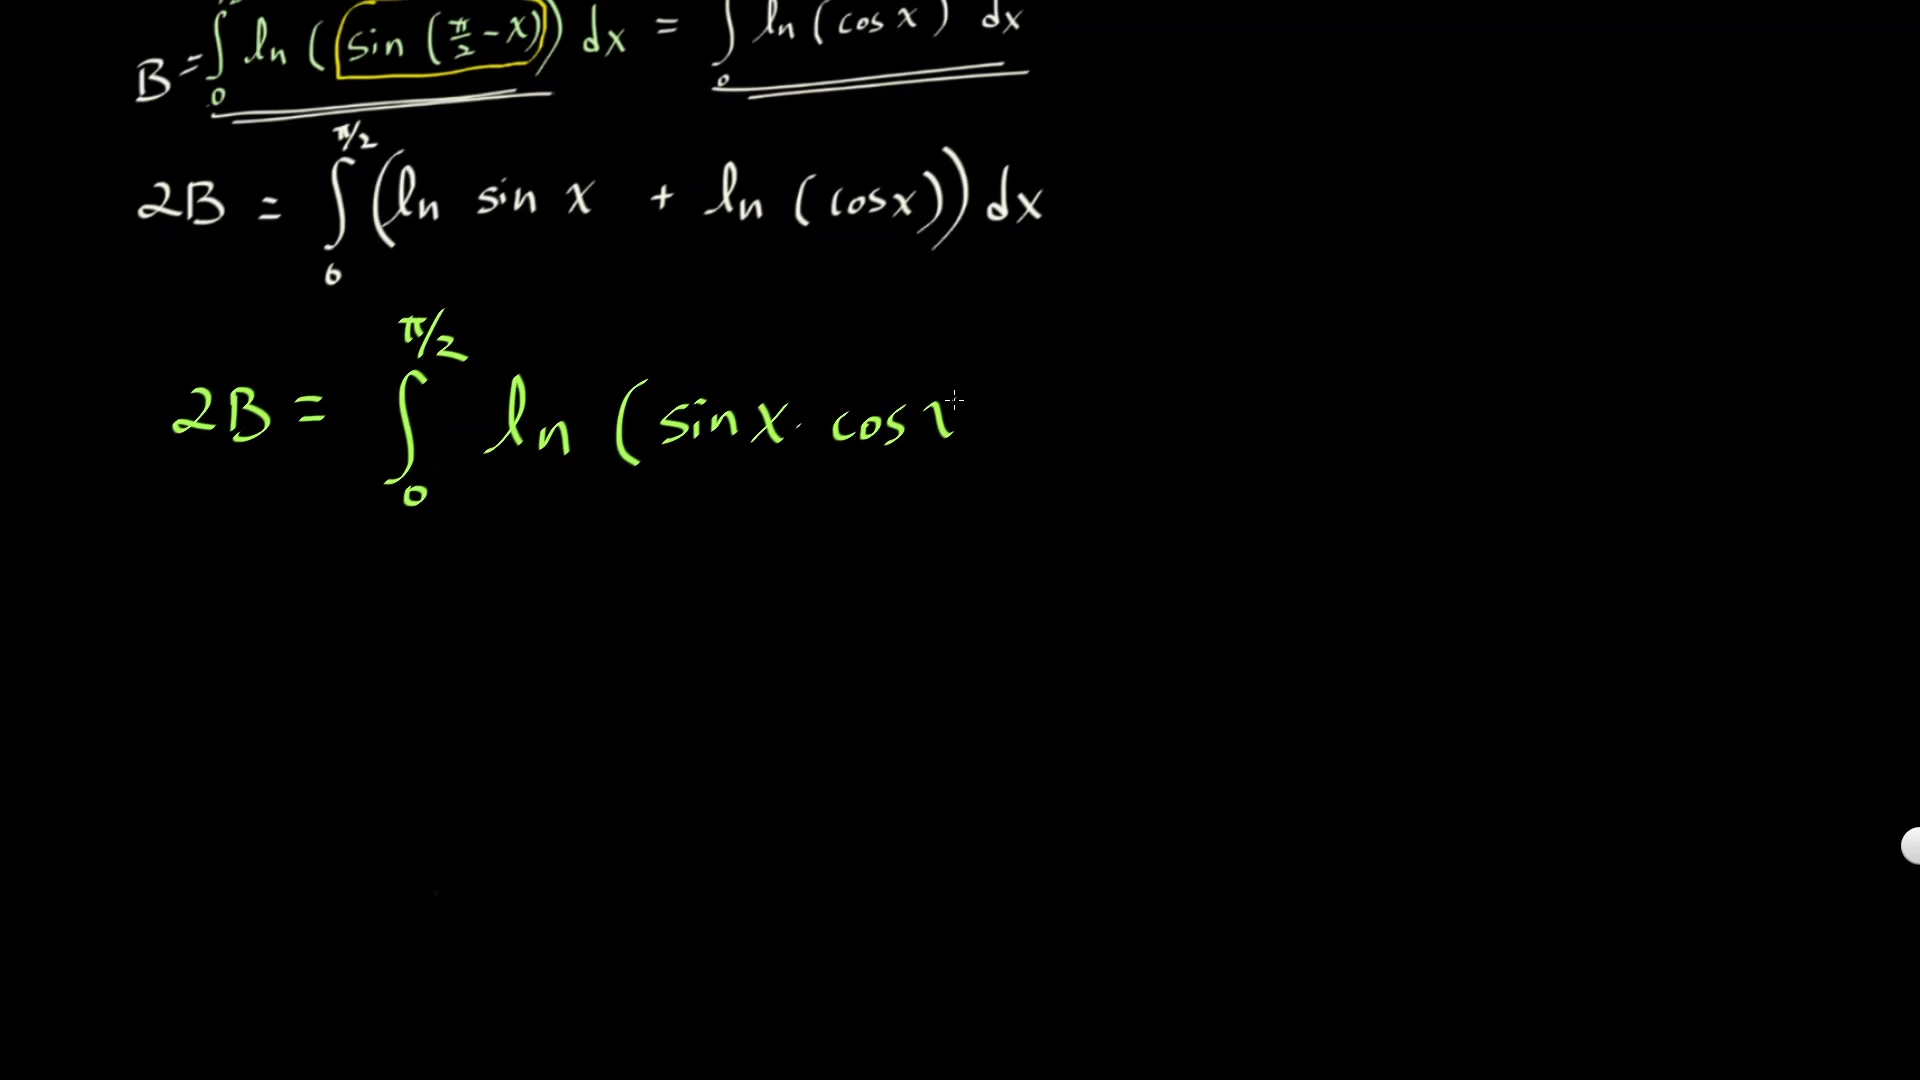 B = ∫₀ ln (sin (π/2 - x)) dx = ∫₀ ln (cos x) dx
2B = ∫₀^π/2 (ln sin x + ln (cosx)) dx
2B = ∫₀^π/2 ln (sin x · cos x